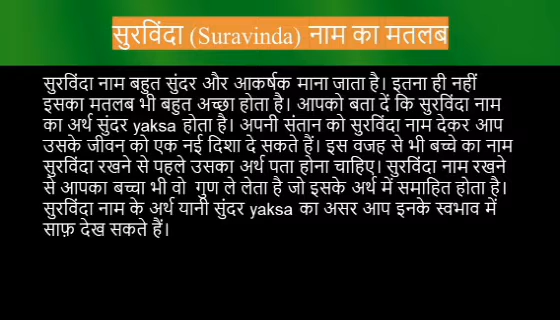 सुरविंदा (Suravinda) नाम का मतलब
सुरविंदा नाम बहुत सुंदर और आकर्षक माना जाता है। इतना ही नहीं
इसका मतलब भी बहुत अच्छा होता है। आपको बता दें कि सुरविंदा नाम
का अर्थ सुंदर yaksa होता है। अपनी संतान को सुरविंदा नाम देकर आप
उसके जीवन को एक नई दिशा दे सकते हैं। इस वजह से भी बच्चे का नाम
सुरविंदा रखने से पहले उसका अर्थ पता होना चाहिए। सुरविंदा नाम रखने
से आपका बच्चा भी वो गुण ले लेता है जो इसके अर्थ में समाहित होता है।
सुरविंदा नाम के अर्थ यानी सुंदर yaksa का असर आप इनके स्वभाव में
साफ़ देख सकते हैं।